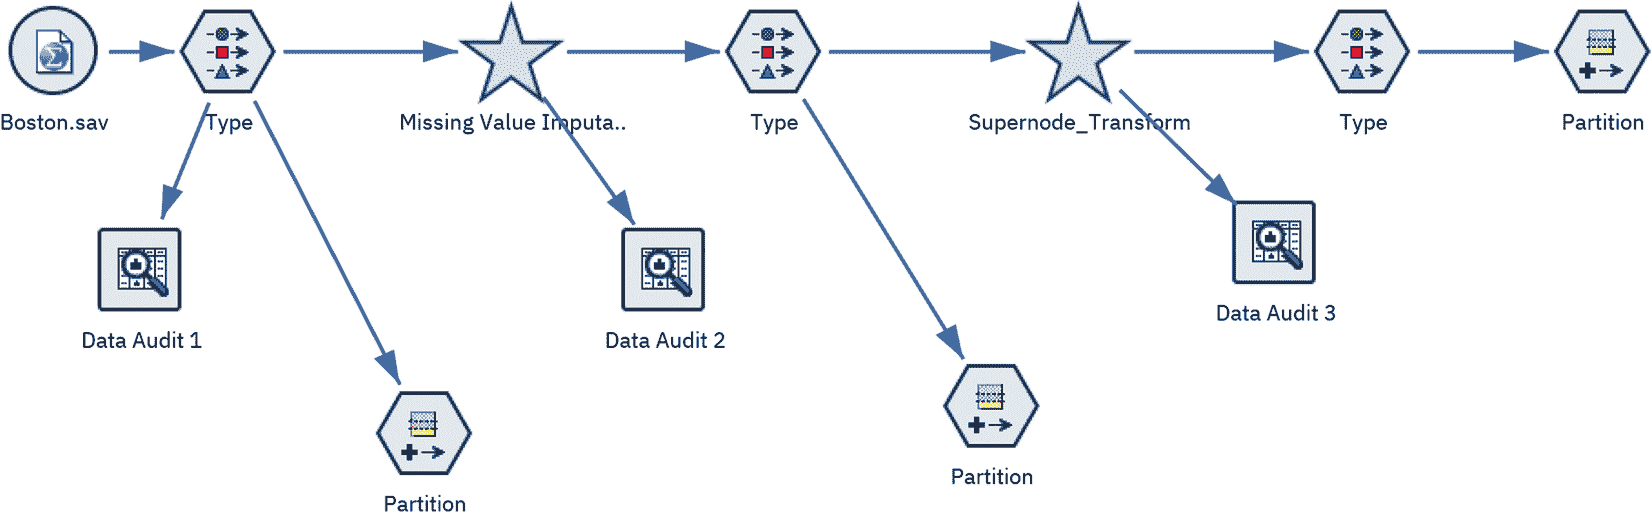 Boston.sav
Type
Missing Value Imputa..
Type
Supernode_Transform
Type
Partition
Data Audit 1
Data Audit 2
Data Audit 3
Partition
Partition